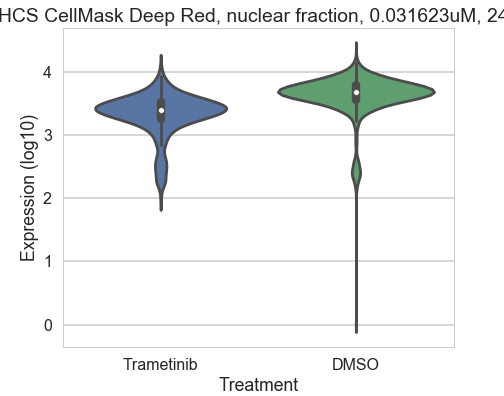 HCS CellMask Deep Red, nuclear fraction, 0.031623uM, 24
Expression (log10)
4
3
2
1
0
Trametinib
DMSO
Treatment